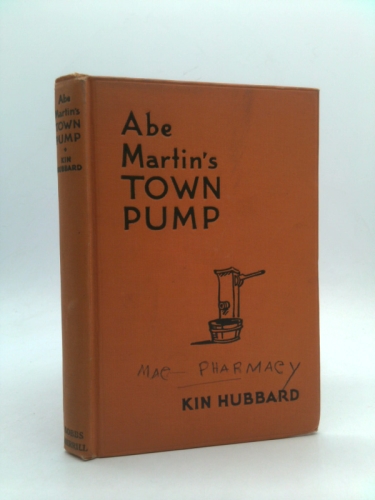 Abe
Martin's
TOWN
PUMP
KIN
HUBBARD
Abe
Martin's
TOWN
PUMP
MAC— PHARMACY
KIN HUBBARD